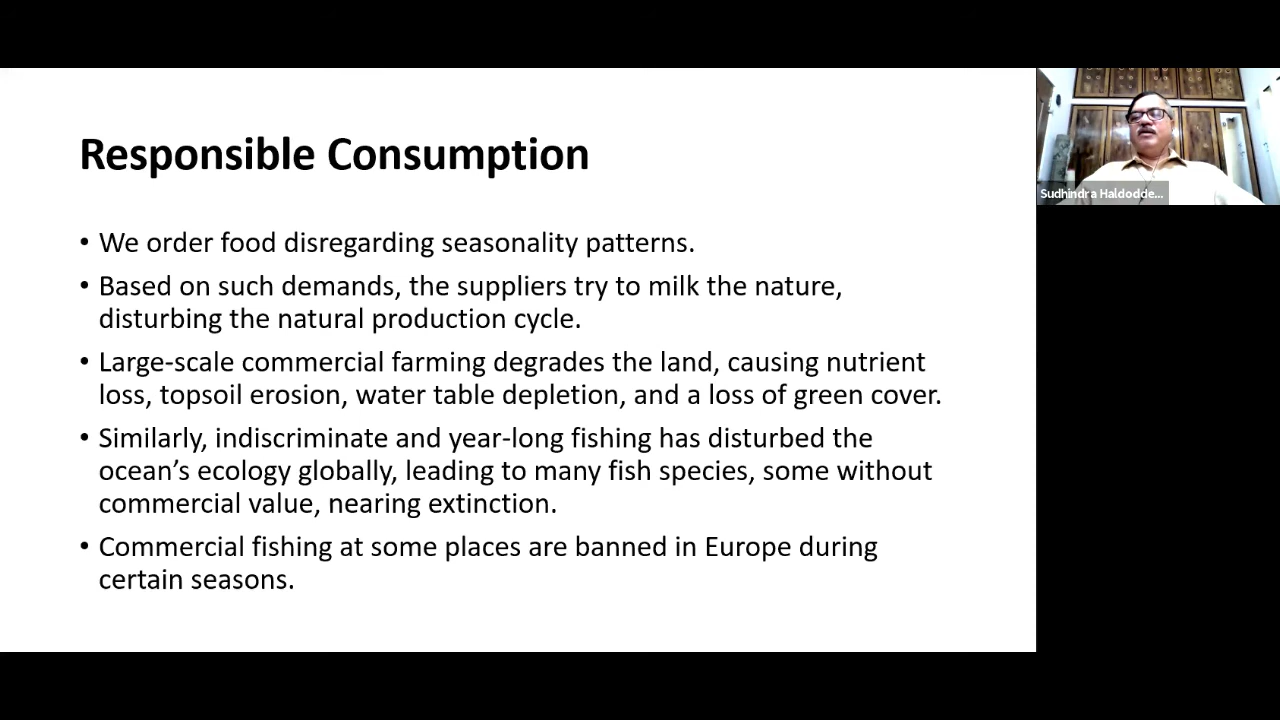 Responsible Consumption
• We order food disregarding seasonality patterns.
• Based on such demands, the suppliers try to milk the nature,
disturbing the natural production cycle.
• Large-scale commercial farming degrades the land, causing nutrient
loss, topsoil erosion, water table depletion, and a loss of green cover.
• Similarly, indiscriminate and year-long fishing has disturbed the
ocean’s ecology globally, leading to many fish species, some without
commercial value, nearing extinction.
• Commercial fishing at some places are banned in Europe during
certain seasons.
Sudhindra Haldodde...